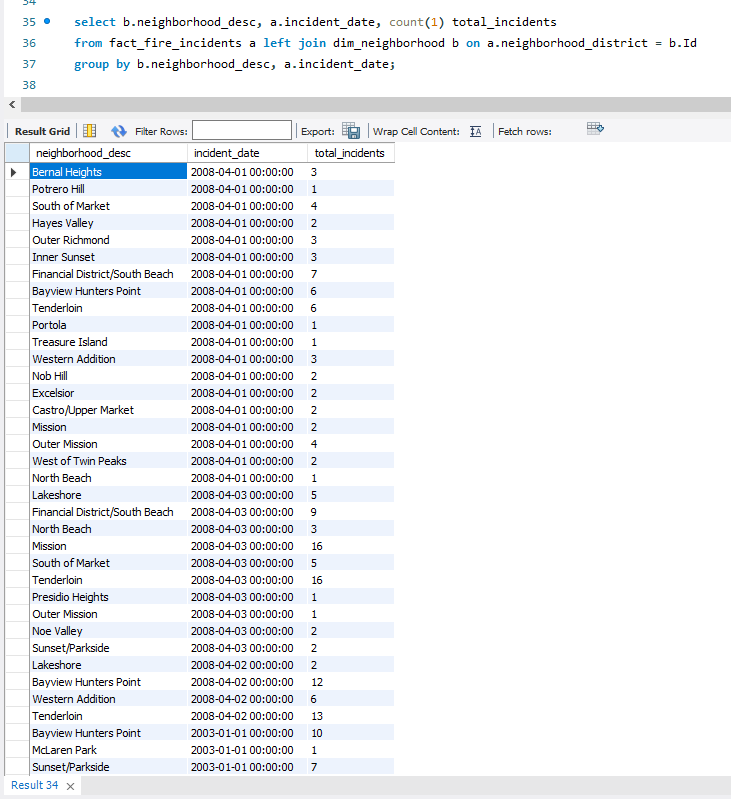 35 select b.neighborhood_desc, a.incident_date, count(1) total_incidents
36 from fact_fire_incidents a left join dim_neighborhood b on a.neighborhood_district = b.Id
37 group by b.neighborhood_desc, a.incident_date;
38
Result Grid Filter Rows: Export: Wrap Cell Content: IA Fetch rows:
neighborhood_desc incident_date total_incidents
Bernal Heights 2008-04-01 00:00:00 3
Potrero Hill 2008-04-01 00:00:00 1
South of Market 2008-04-01 00:00:00 4
Hayes Valley 2008-04-01 00:00:00 2
Outer Richmond 2008-04-01 00:00:00 3
Inner Sunset 2008-04-01 00:00:00 3
Financial District/South Beach 2008-04-01 00:00:00 7
Bayview Hunters Point 2008-04-01 00:00:00 6
Tenderloin 2008-04-01 00:00:00 6
Portola 2008-04-01 00:00:00 1
Treasure Island 2008-04-01 00:00:00 1
Western Addition 2008-04-01 00:00:00 3
Nob Hill 2008-04-01 00:00:00 2
Excelsior 2008-04-01 00:00:00 2
Castro/Upper Market 2008-04-01 00:00:00 2
Mission 2008-04-01 00:00:00 2
Outer Mission 2008-04-01 00:00:00 4
West of Twin Peaks 2008-04-01 00:00:00 2
North Beach 2008-04-01 00:00:00 1
Lakeshore 2008-04-03 00:00:00 5
Financial District/South Beach 2008-04-03 00:00:00 9
North Beach 2008-04-03 00:00:00 3
Mission 2008-04-03 00:00:00 16
South of Market 2008-04-03 00:00:00 5
Tenderloin 2008-04-03 00:00:00 16
Presidio Heights 2008-04-03 00:00:00 1
Outer Mission 2008-04-03 00:00:00 1
Noe Valley 2008-04-03 00:00:00 2
Sunset/Parkside 2008-04-03 00:00:00 2
Lakeshore 2008-04-02 00:00:00 2
Bayview Hunters Point 2008-04-02 00:00:00 12
Western Addition 2008-04-02 00:00:00 6
Tenderloin 2008-04-02 00:00:00 13
Bayview Hunters Point 2003-01-01 00:00:00 10
McLaren Park 2003-01-01 00:00:00 1
Sunset/Parkside 2003-01-01 00:00:00 7
Result 34